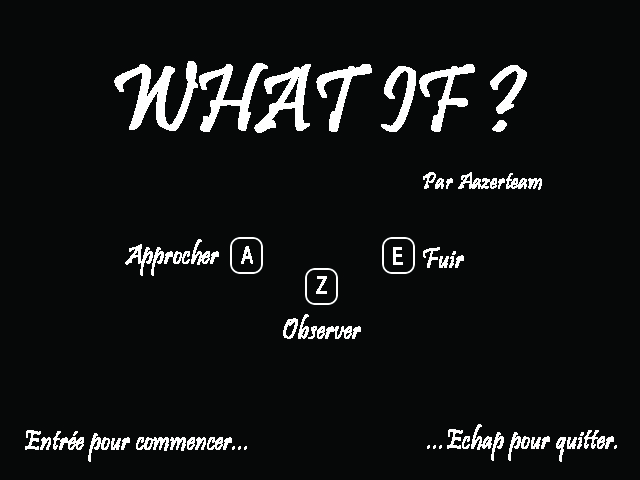 WHAT IF ?
Par Aazerteam
Approcher A E Fuir
Z
Observer
Entrée pour commencer... ...Echap pour quitter.